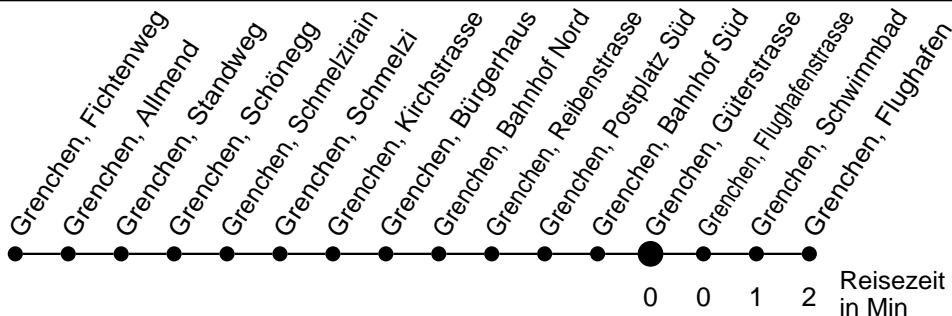 Grenchen, Fichtenweg
Grenchen, Allmend
Grenchen, Standweg
Grenchen, Schönegg
Grenchen, Schmelzirain
Grenchen, Schmelzi
Grenchen, Kirchstrasse
Grenchen, Bürgerhaus
Grenchen, Bahnhof Nord
Grenchen, Reibenstrasse
Grenchen, Postplatz Süd
Grenchen, Bahnhof Süd
Grenchen, Güterstrasse
Grenchen, Flughafenstrasse
Grenchen, Schwimmbad
Grenchen, Flughafen
0 0 1 2 Reisezeit
in Min